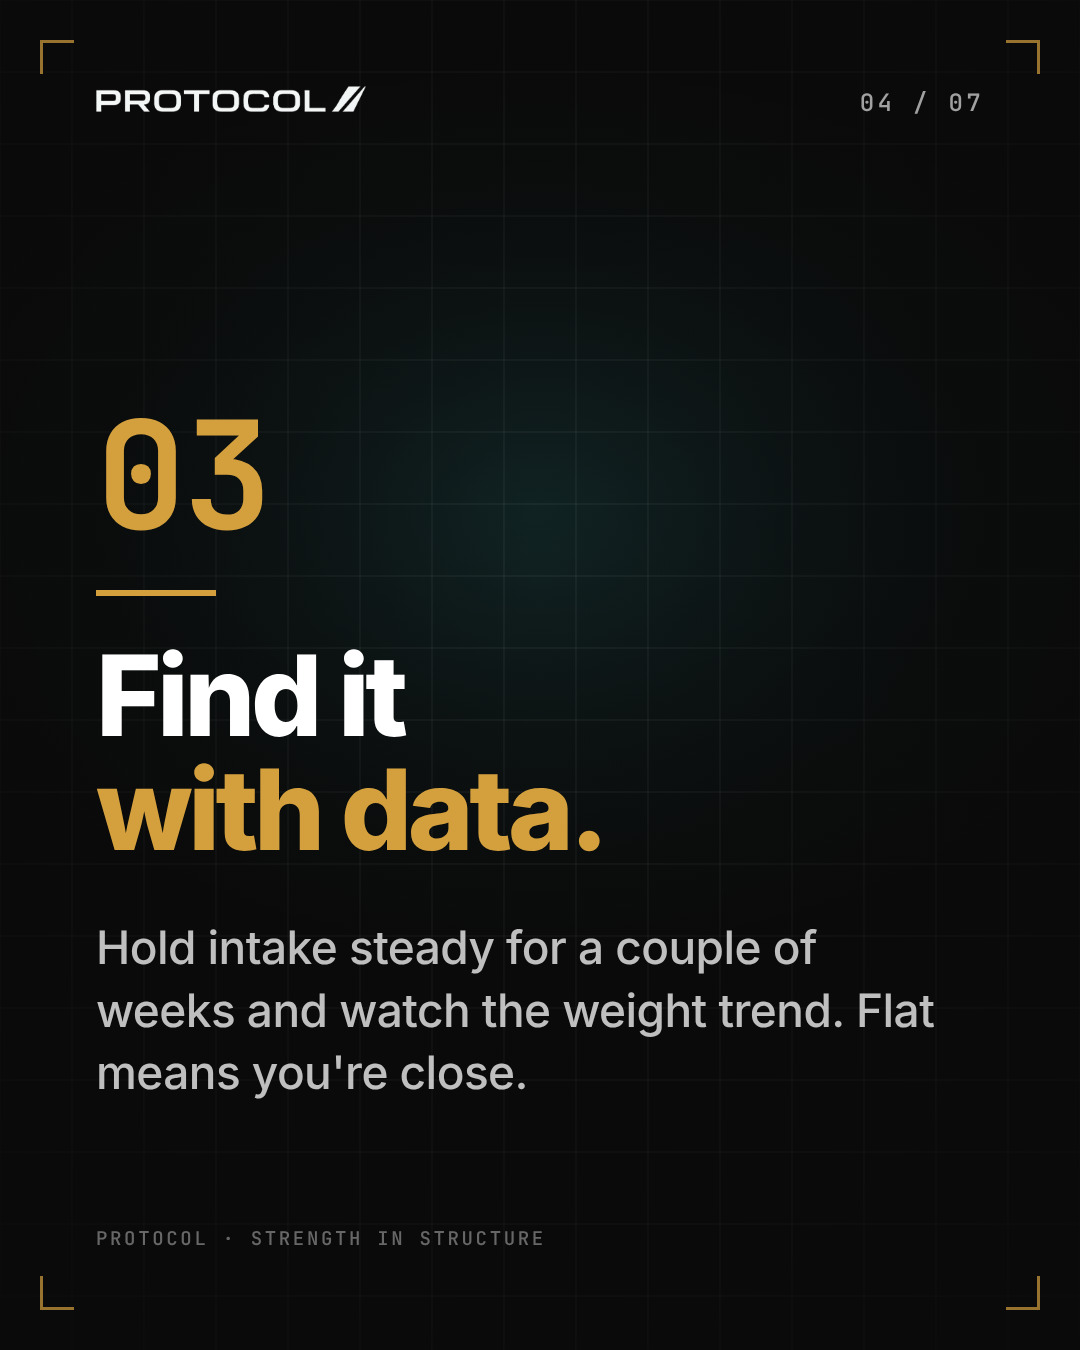 PROTOCOL
04 / 07
03
Find it
with data.
Hold intake steady for a couple of
weeks and watch the weight trend. Flat
means you're close.
PROTOCOL · STRENGTH IN STRUCTURE